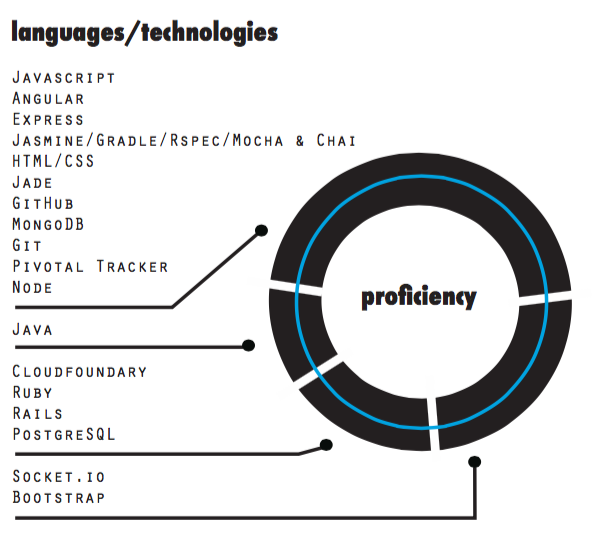 languages/technologies
Javascript
Angular
Express
Jasmine/Gradle/Rspec/Mocha & Chai
HTML/CSS
Jade
GitHub
MongoDB
Git
Pivotal Tracker
Node
Java
Cloudfoundary
Ruby
Rails
PostgreSQL
Socket.io
Bootstrap
proficiency